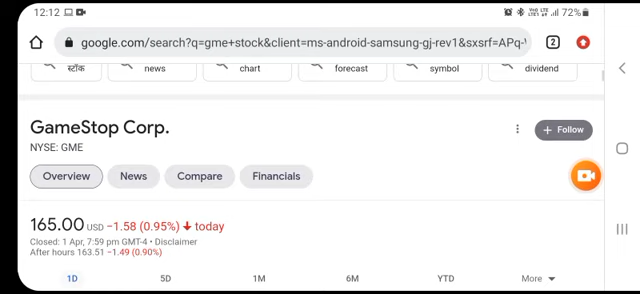 12:12 72%
google.com/search?q=gme+stock&client=ms-android-samsung-gj-rev1&sxsrf=APq- 2
स्टॉक news chart forecast symbol dividend
GameStop Corp.
+ Follow
NYSE: GME
Overview News Compare Financials
165.00 USD −1.58 (0.95%) today
Closed: 1 Apr, 7:59 pm GMT-4 • Disclaimer
After hours 163.51 −1.49 (0.90%)
1D 5D 1M 6M YTD More